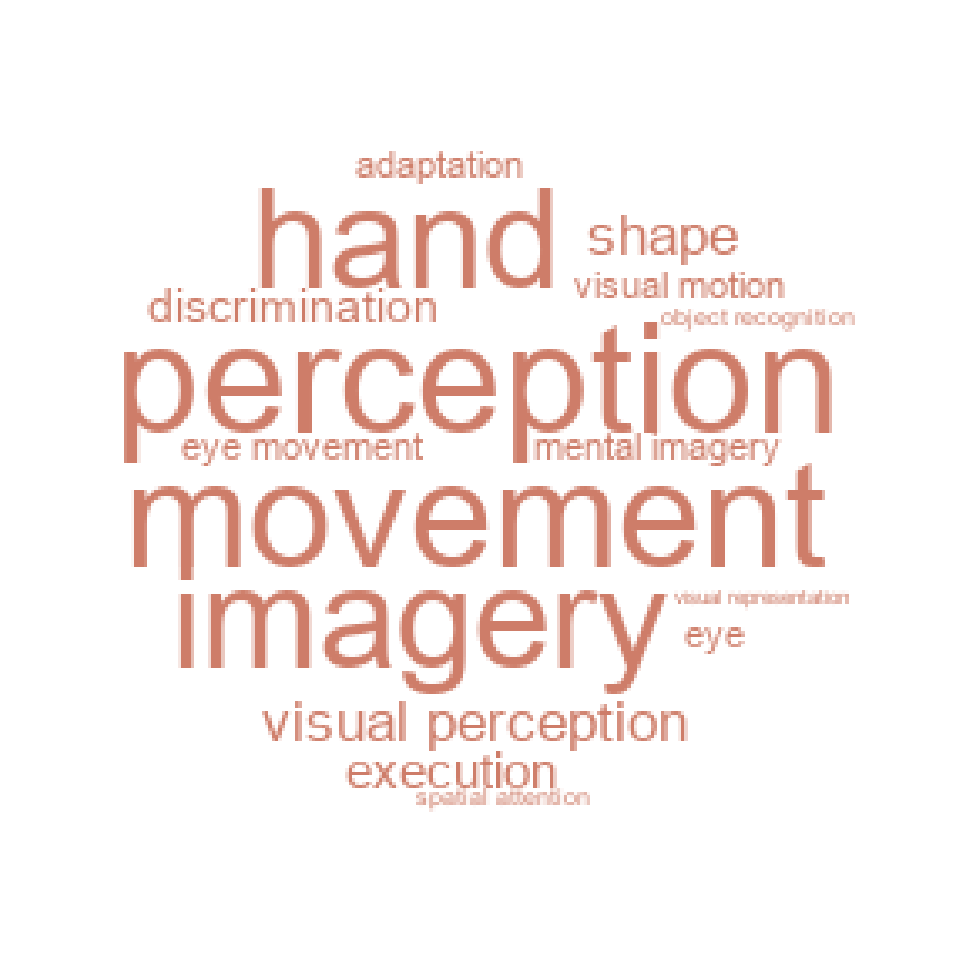 adaptation
hand
shape
visual motion
discrimination
object recognition
perception
eye movement
mental imagery
movement
imagery
visual representation
eye
visual perception
execution
spatial attention